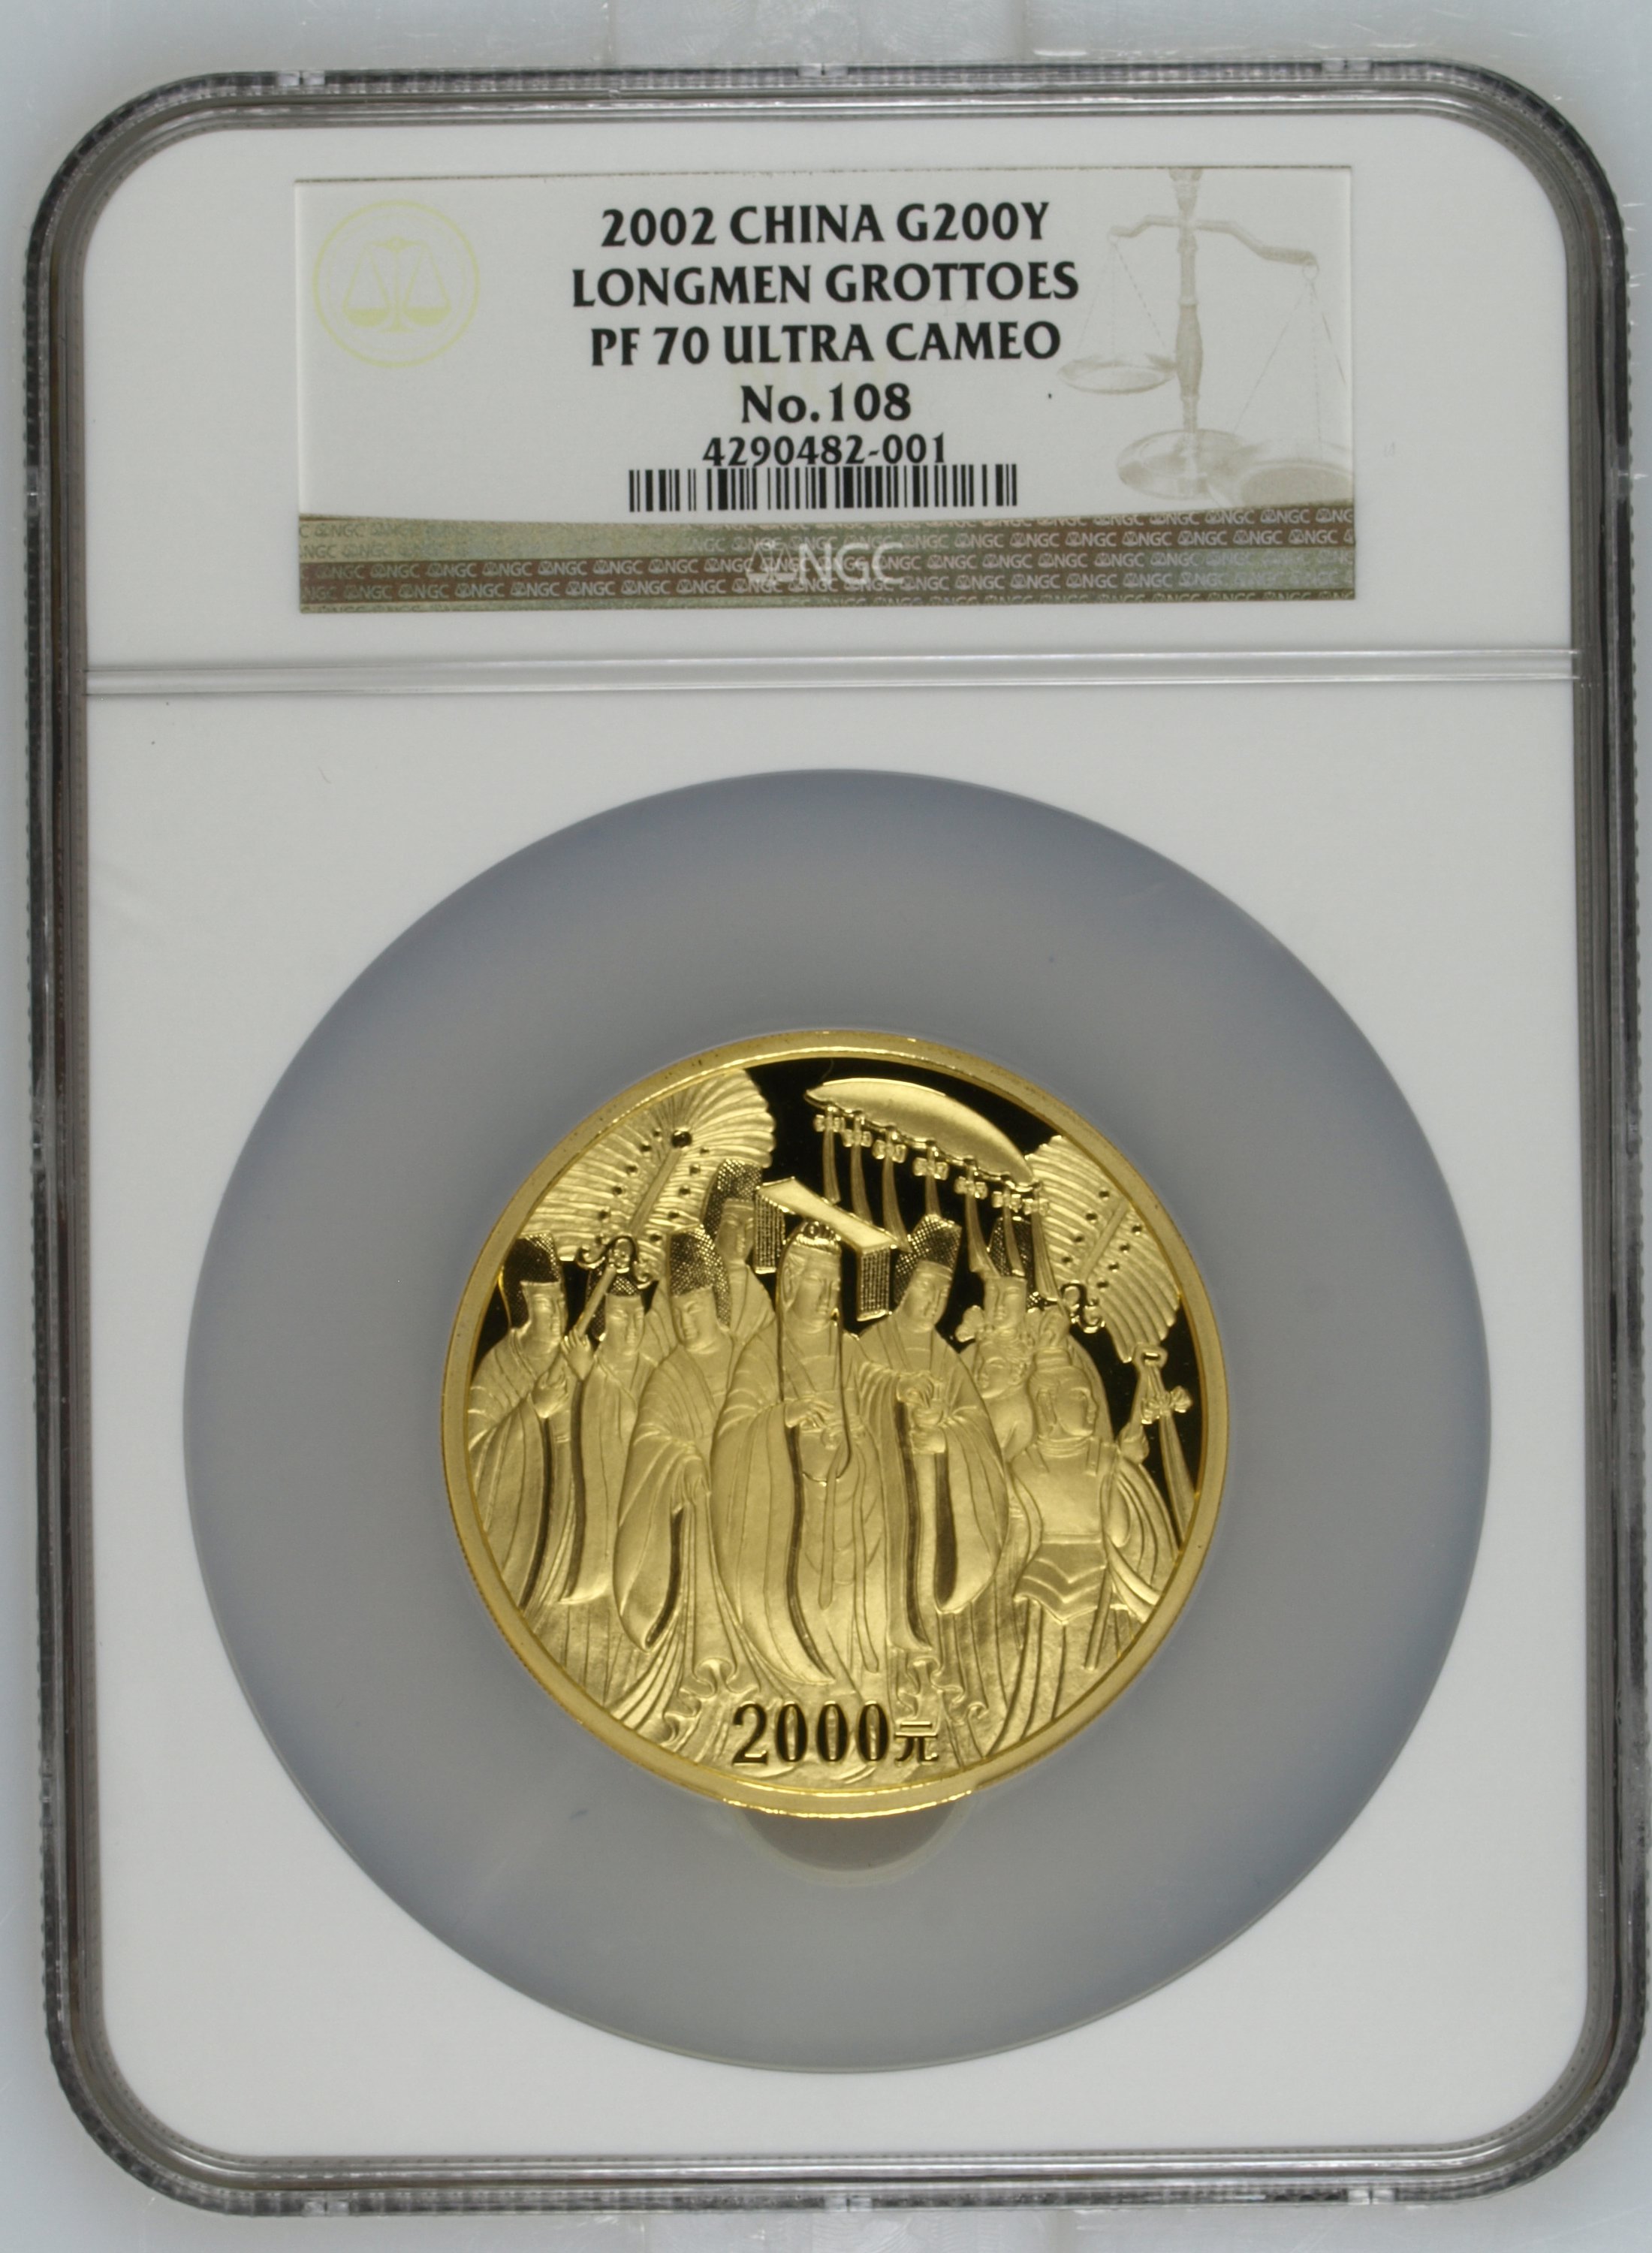 2002 CHINA G200Y
LONGMEN GROTTOES
PF 70 ULTRA CAMEO
No.108
4290482-001
NGC
2000元